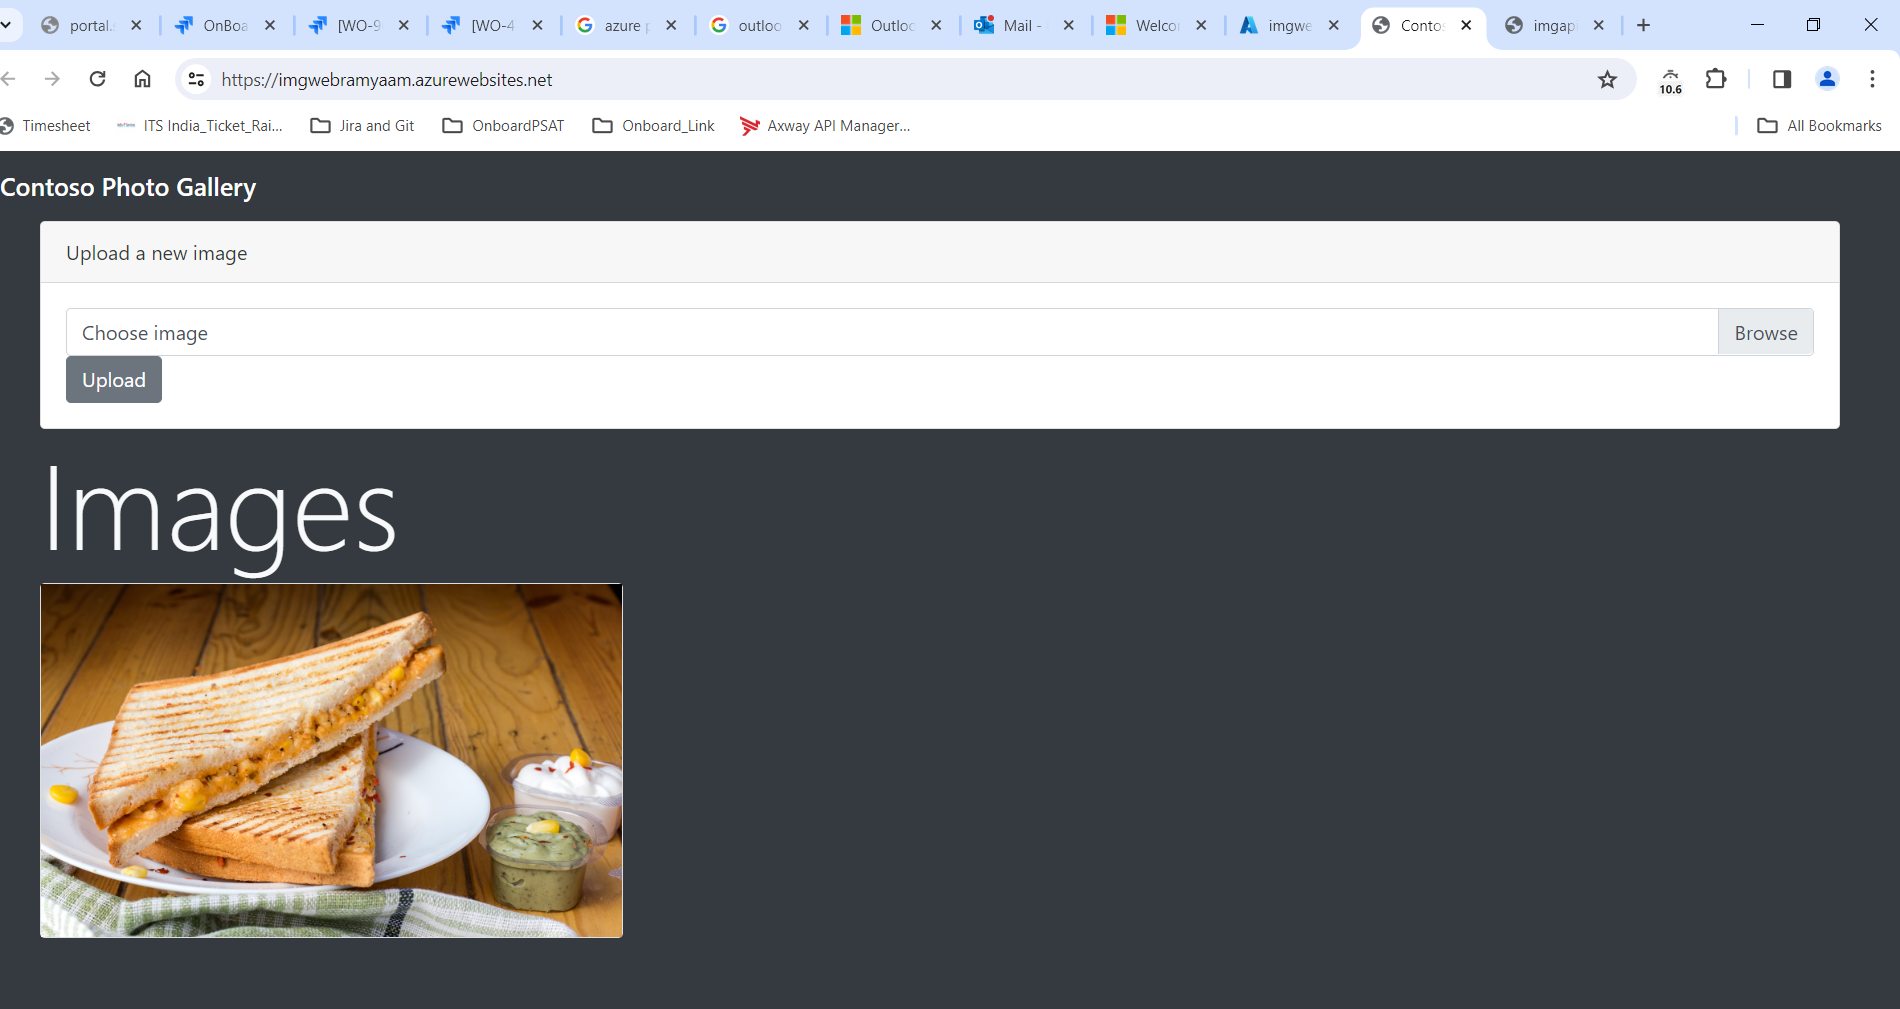 portal. OnBoa [WO-9 [WO-4 azure p outloo Outloo Mail - Welcor imgwe Contos imgap
https://imgwebramyaam.azurewebsites.net
10.6
Timesheet ITS India_Ticket_Rai... Jira and Git OnboardPSAT Onboard_Link Axway API Manager... All Bookmarks
Contoso Photo Gallery
Upload a new image
Choose image Browse
Upload
Images